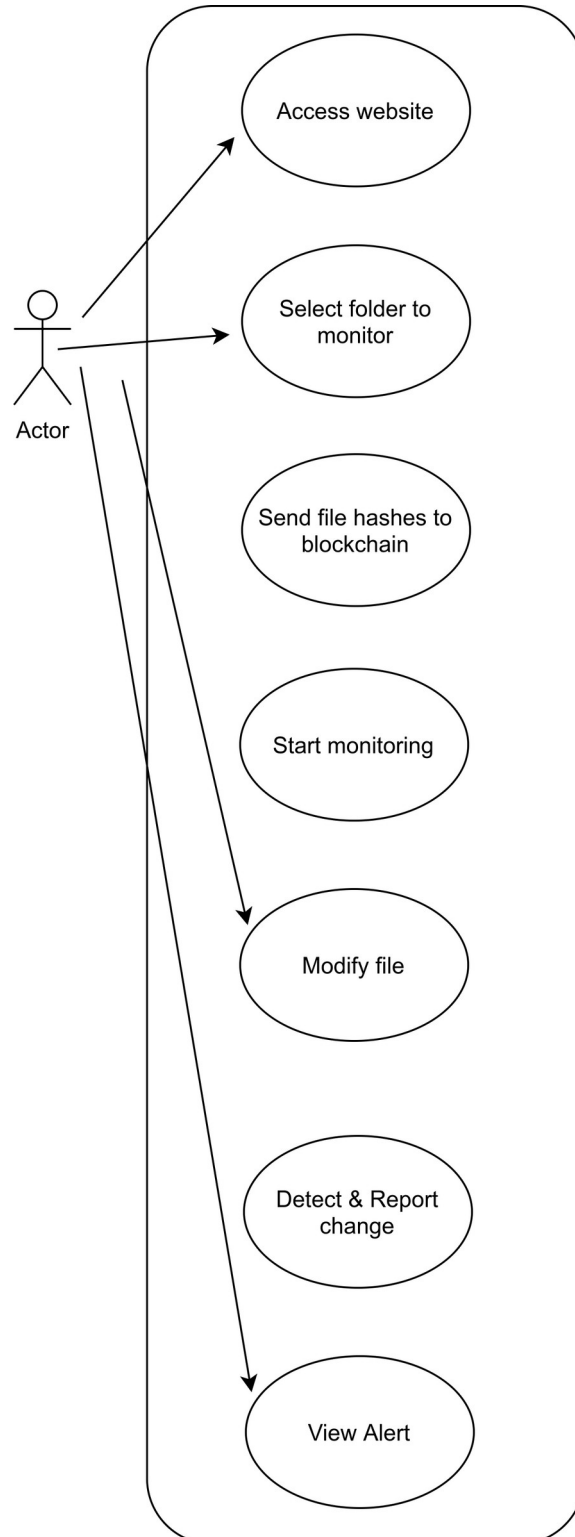 Access website
Select folder to
monitor
Actor
Send file hashes to
blockchain
Start monitoring
Modify file
Detect & Report
change
View Alert